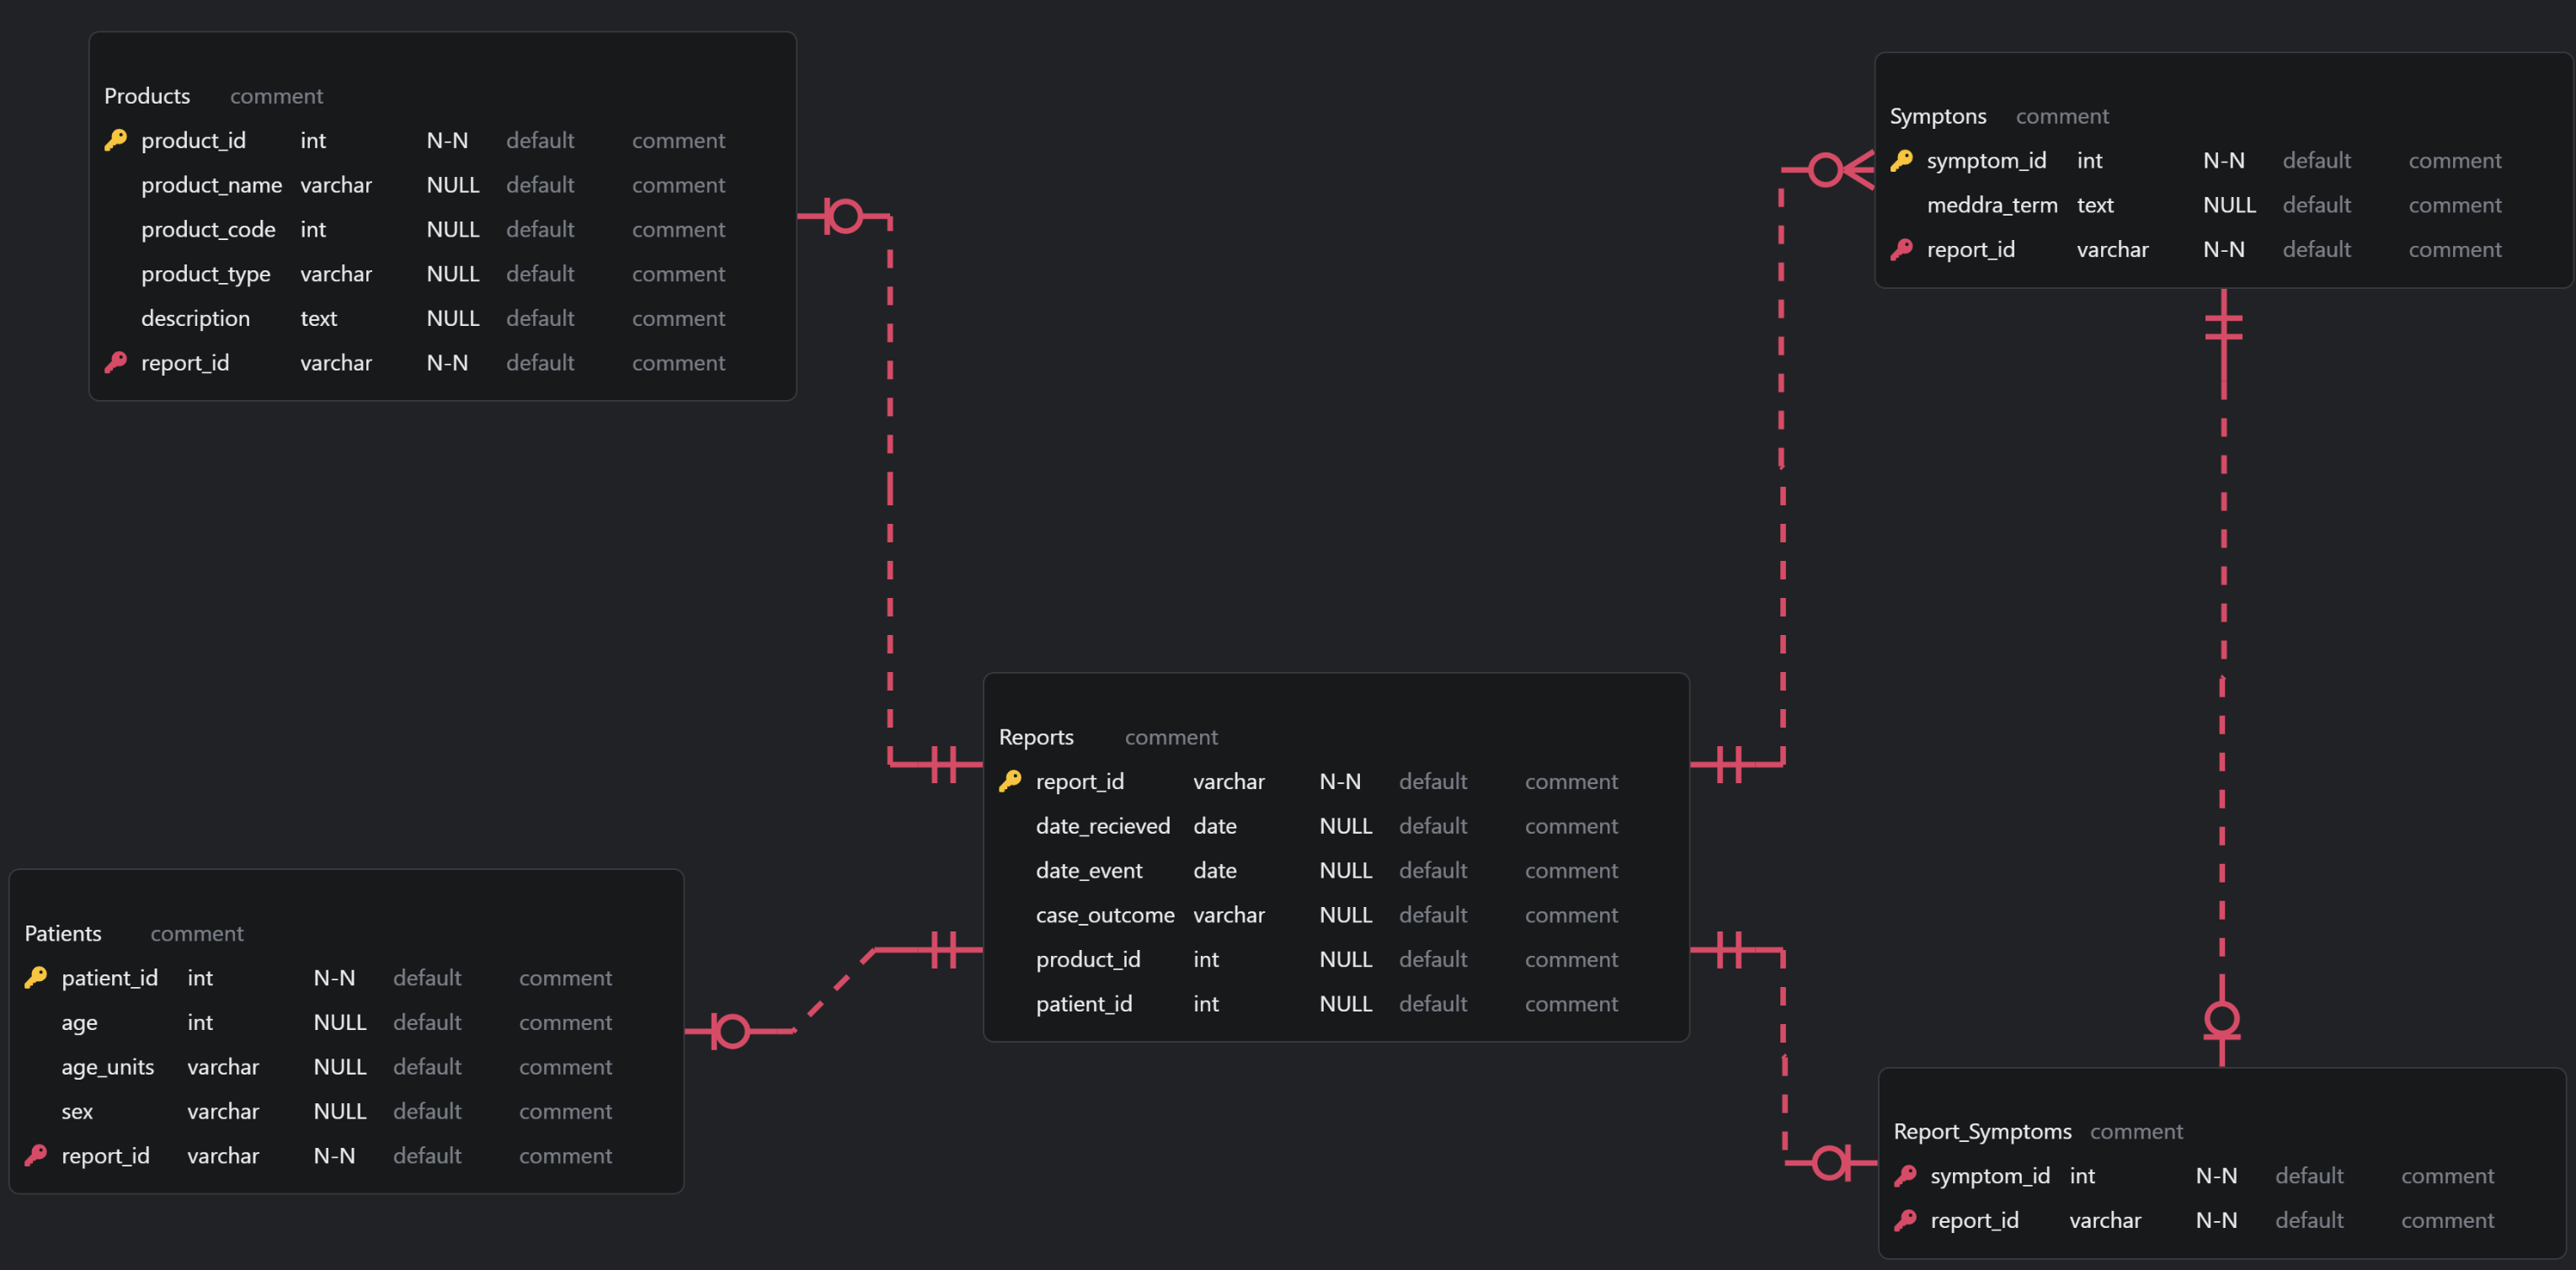 Products comment
product_id int N-N default comment
product_name varchar NULL default comment
product_code int NULL default comment
product_type varchar NULL default comment
description text NULL default comment
report_id varchar N-N default comment
Symptons comment
symptom_id int N-N default comment
meddra_term text NULL default comment
report_id varchar N-N default comment
Reports comment
report_id varchar N-N default comment
date_recieved date NULL default comment
date_event date NULL default comment
case_outcome varchar NULL default comment
product_id int NULL default comment
patient_id int NULL default comment
Patients comment
patient_id int N-N default comment
age int NULL default comment
age_units varchar NULL default comment
sex varchar NULL default comment
report_id varchar N-N default comment
Report_Symptoms comment
symptom_id int N-N default comment
report_id varchar N-N default comment